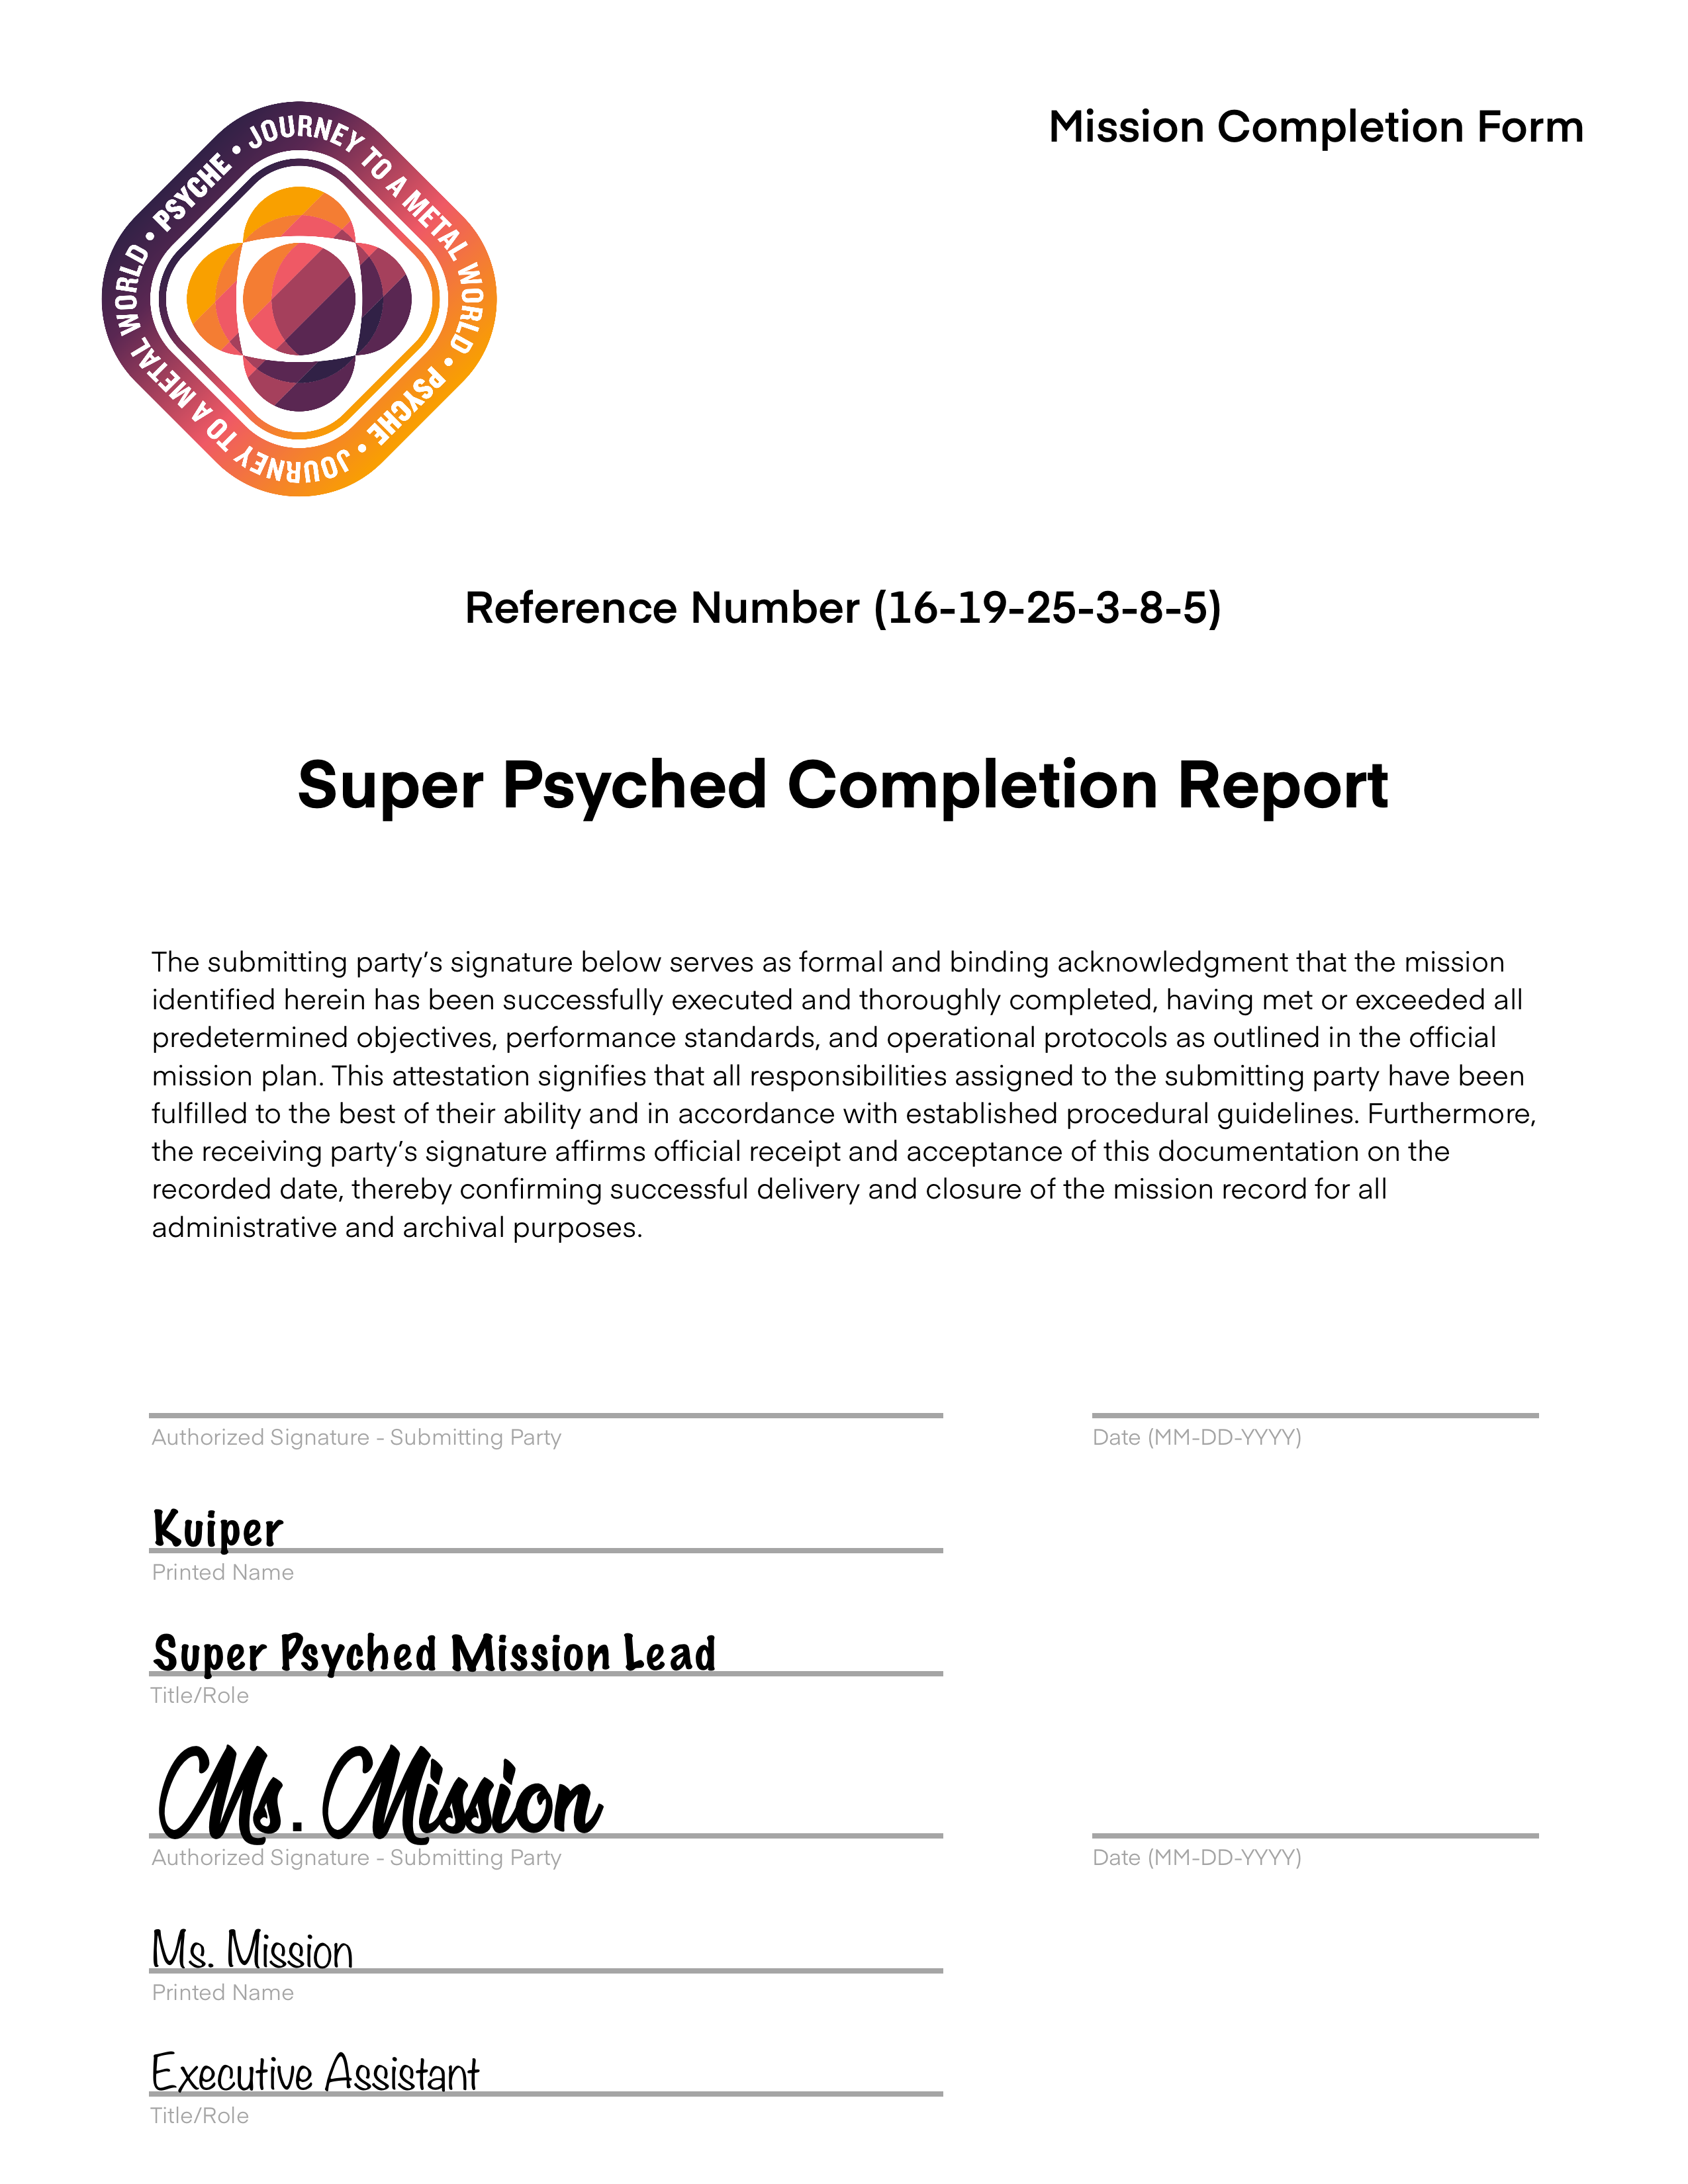 PSYCHE • JOURNEY TO A METAL WORLD • PSYCHE • JOURNEY TO A METAL WORLD •
Mission Completion Form
Reference Number (16-19-25-3-8-5)
Super Psyched Completion Report
The submitting party’s signature below serves as formal and binding acknowledgment that the mission
identified herein has been successfully executed and thoroughly completed, having met or exceeded all
predetermined objectives, performance standards, and operational protocols as outlined in the official
mission plan. This attestation signifies that all responsibilities assigned to the submitting party have been
fulfilled to the best of their ability and in accordance with established procedural guidelines. Furthermore,
the receiving party’s signature affirms official receipt and acceptance of this documentation on the
recorded date, thereby confirming successful delivery and closure of the mission record for all
administrative and archival purposes.
Authorized Signature - Submitting Party
Date (MM-DD-YYYY)
Kuiper
Printed Name
Super Psyched Mission Lead
Title/Role
Ms. Mission
Authorized Signature - Submitting Party
Date (MM-DD-YYYY)
Ms. Mission
Printed Name
Executive Assistant
Title/Role